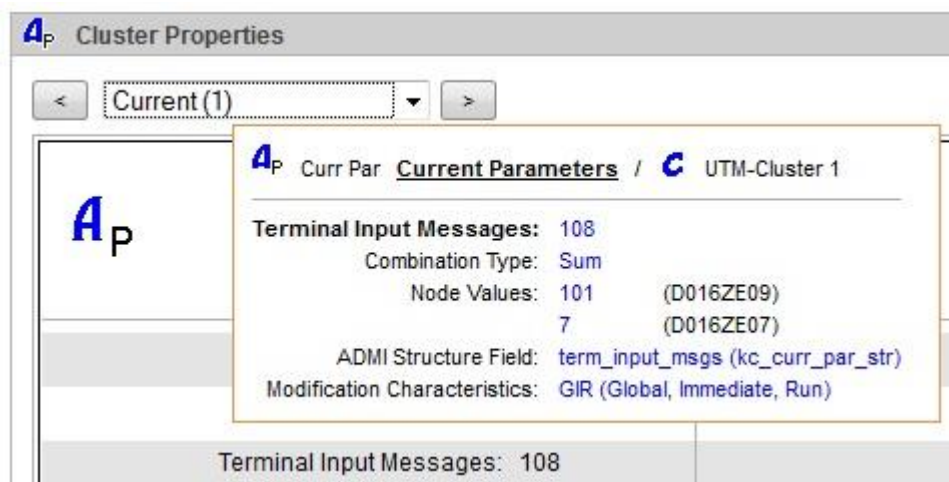 AP Cluster Properties
< Current (1) >
AP Curr Par Current Parameters / C UTM-Cluster 1
AP
Terminal Input Messages: 108
Combination Type: Sum
Node Values: 101 (D016ZE09)
7 (D016ZE07)
ADMI Structure Field: term_input_msgs (kc_curr_par_str)
Modification Characteristics: GIR (Global, Immediate, Run)
Terminal Input Messages: 108